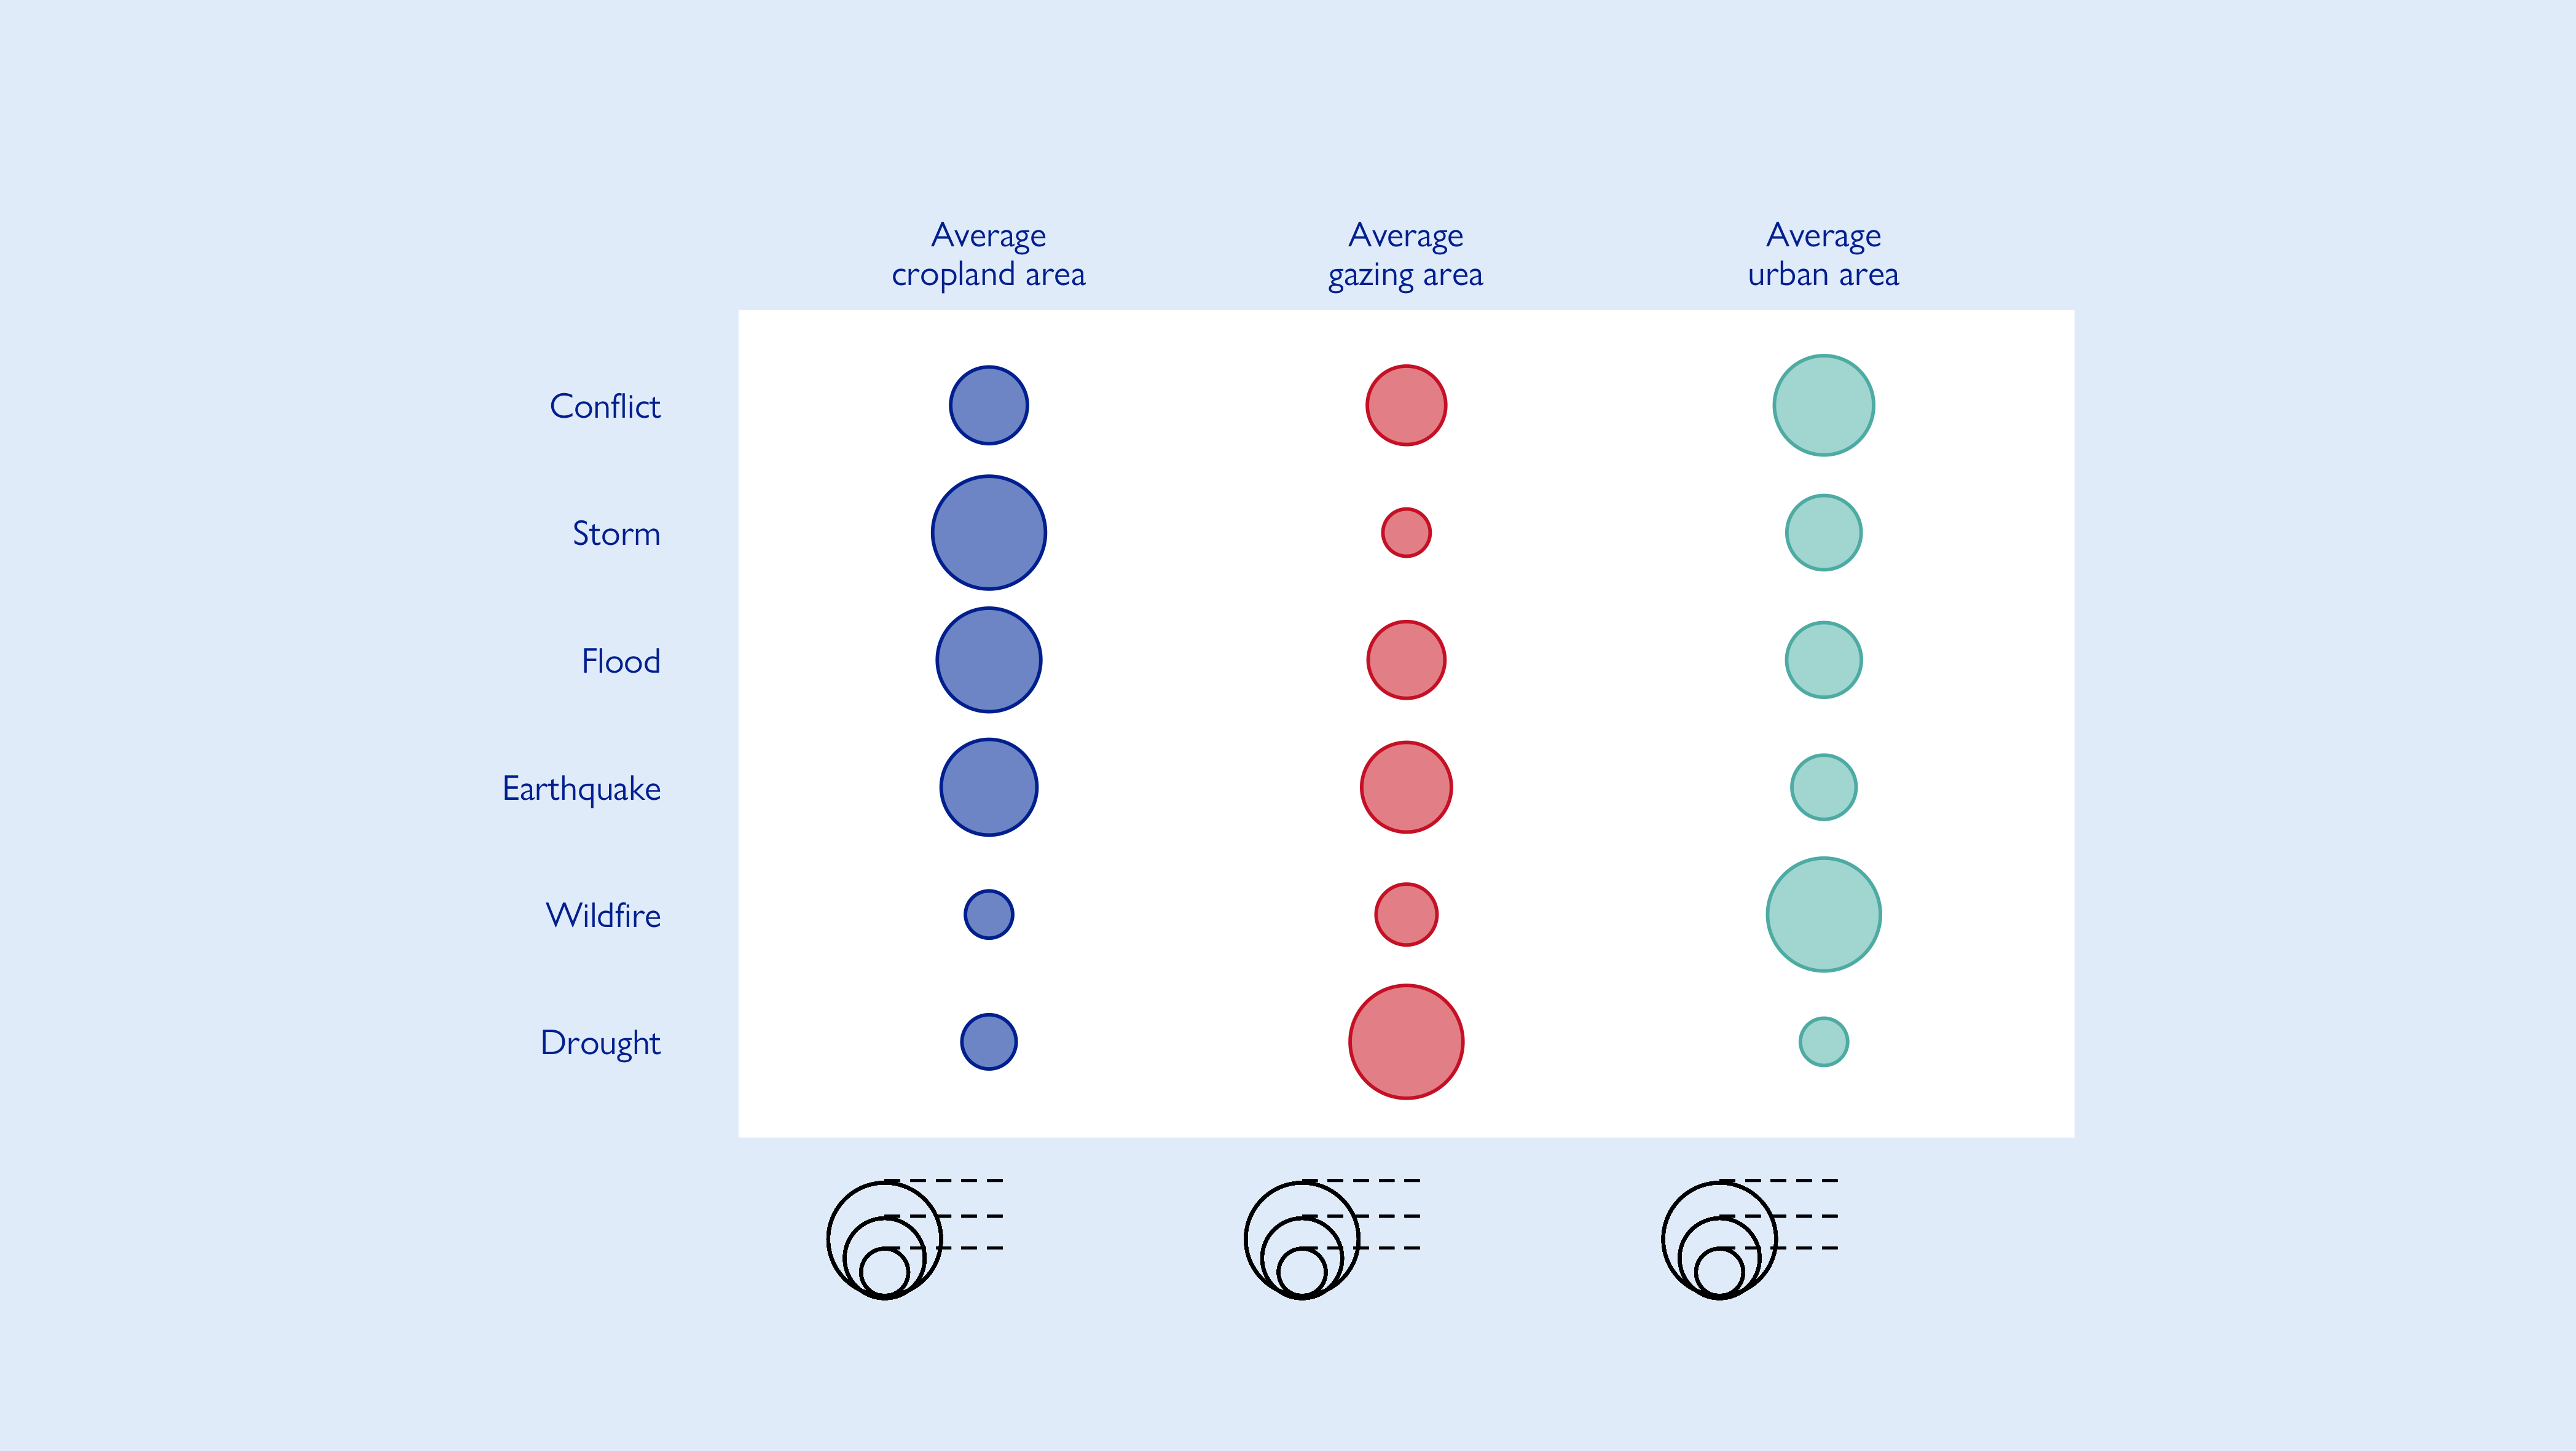 Average
cropland area
Average
gazing area
Average
urban area
Conflict
Storm
Flood
Earthquake
Wildfire
Drought